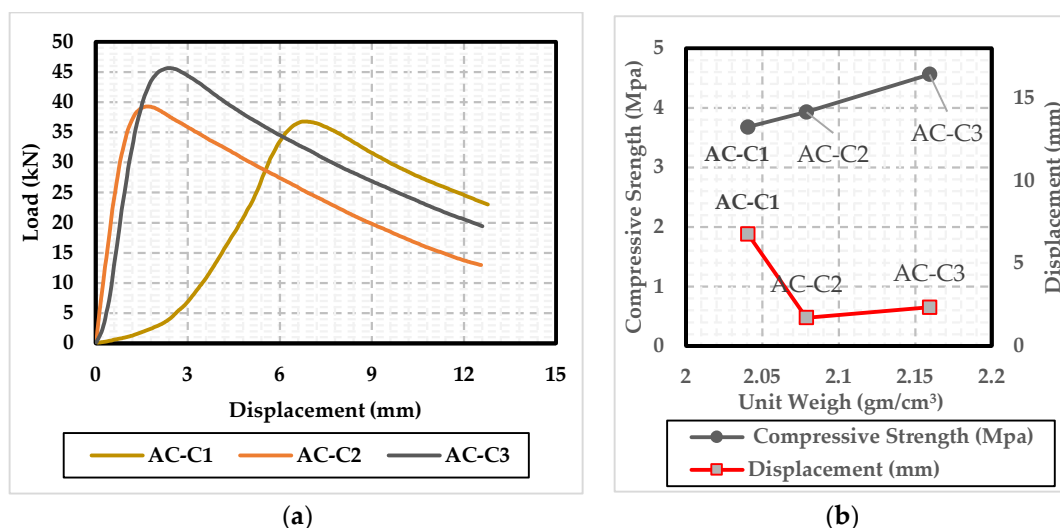 50
45
40
35
30
25
20
15
10
5
0
Load (kN)
0 3 6 9 12 15
Displacement (mm)
AC-C1 AC-C2 AC-C3
(a)
5
4
3
2
1
0
Compressive Srength (Mpa)
15
10
5
0
Displacement (mm)
AC-C1
AC-C2
AC-C3
AC-C1
AC-C2
AC-C3
2 2.05 2.1 2.15 2.2
Unit Weigh (gm/cm³)
Compressive Strength (Mpa)
Displacement (mm)
(b)